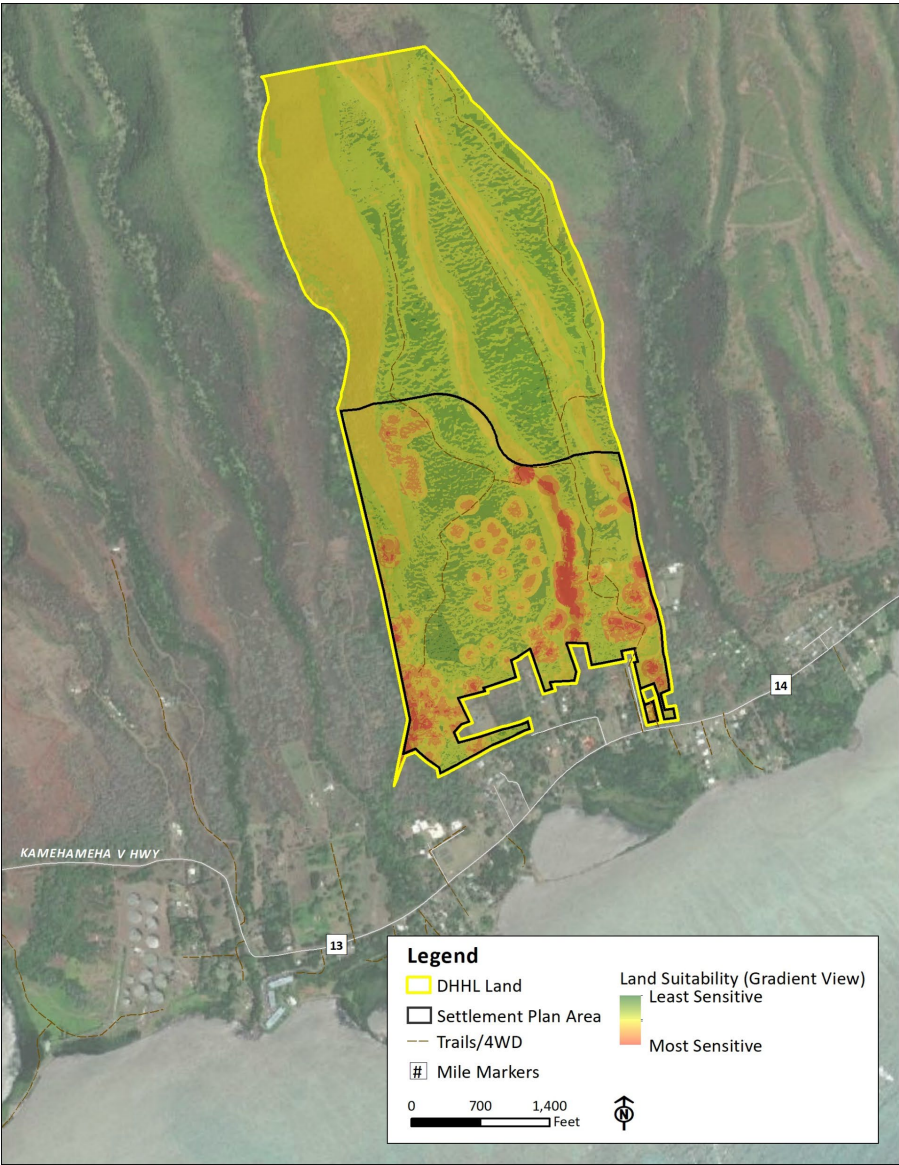 14
KAMEHAMEHA V HWY
13
Legend
DHHL Land
Settlement Plan Area
Trails/4WD
# Mile Markers
0 700 1,400
Feet
N
Land Suitability (Gradient View)
Least Sensitive
Most Sensitive